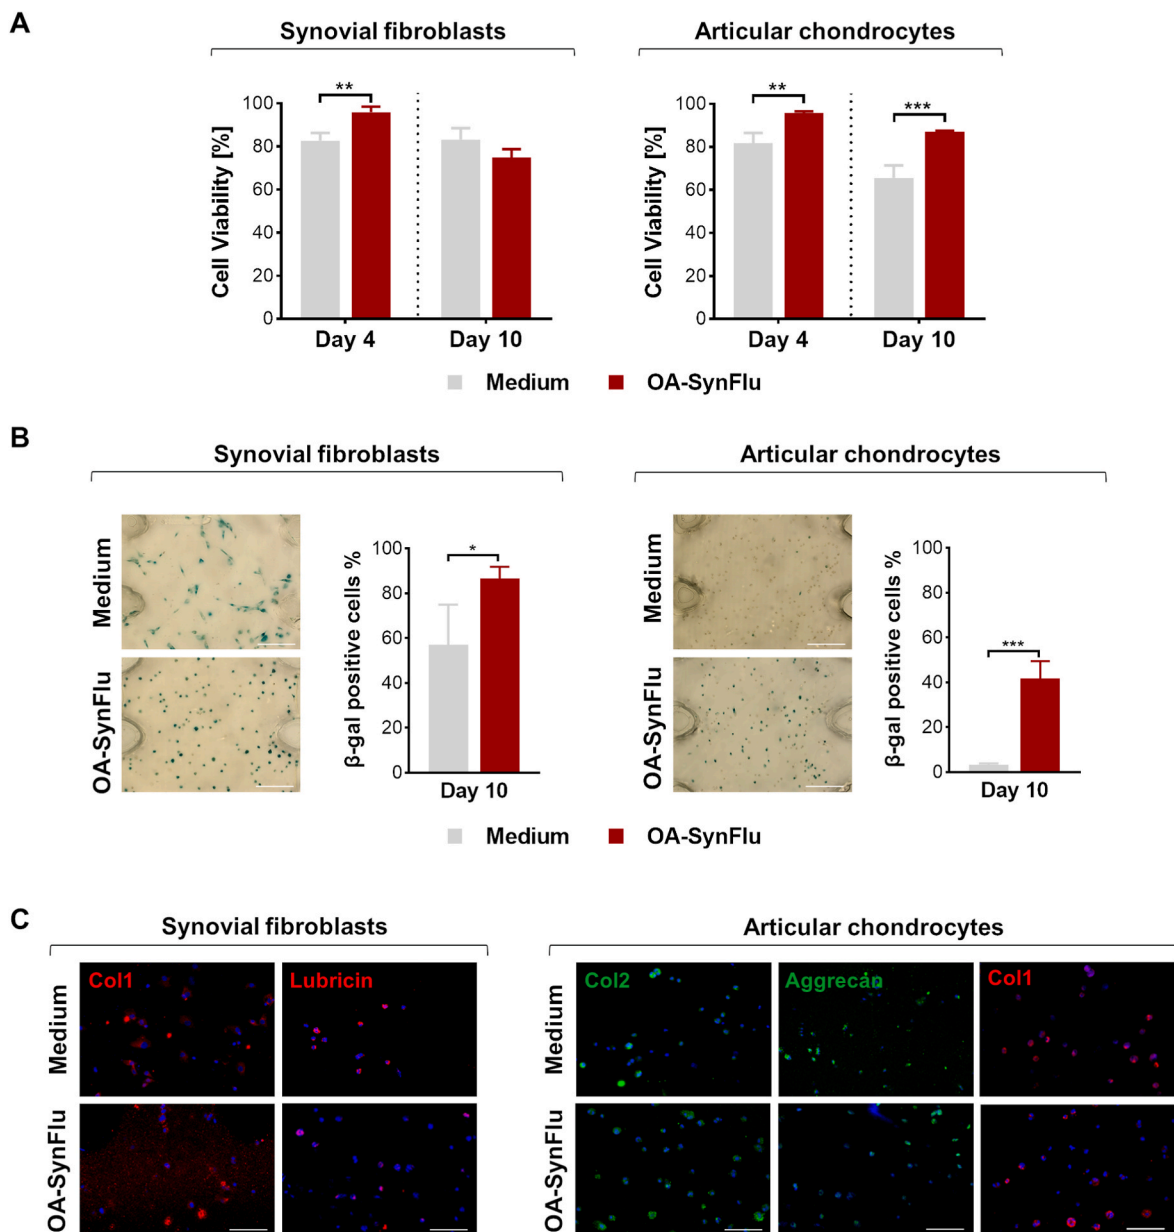 A
Synovial fibroblasts
Articular chondrocytes
Cell Viability [%]
100
80
60
40
20
0
**
Day 4
Day 10
Cell Viability [%]
100
80
60
40
20
0
**
***
Day 4
Day 10
Medium
OA-SynFlu
B
Synovial fibroblasts
Articular chondrocytes
Medium
OA-SynFlu
β-gal positive cells %
100
80
60
40
20
0
*
Day 10
Medium
OA-SynFlu
β-gal positive cells %
100
80
60
40
20
0
***
Day 10
Medium
OA-SynFlu
C
Synovial fibroblasts
Articular chondrocytes
Medium
Col1
Lubricin
OA-SynFlu
Medium
Col2
Aggrecan
Col1
OA-SynFlu